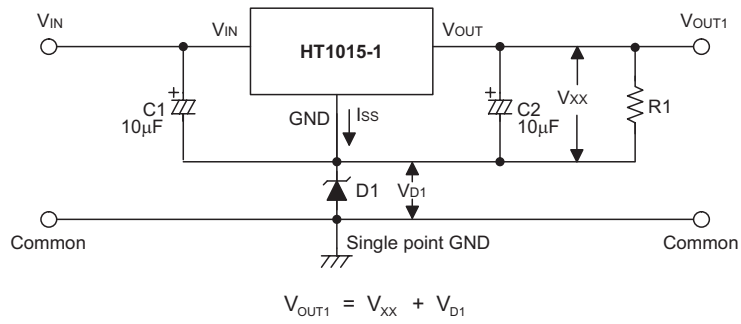 VIN VIN HT1015-1 VOUT VOUT1
+ C1 10μF
GND ISS
+ C2 10μF
VXX
R1
D1 VD1
Common Single point GND Common
VOUT1 = VXX + VD1